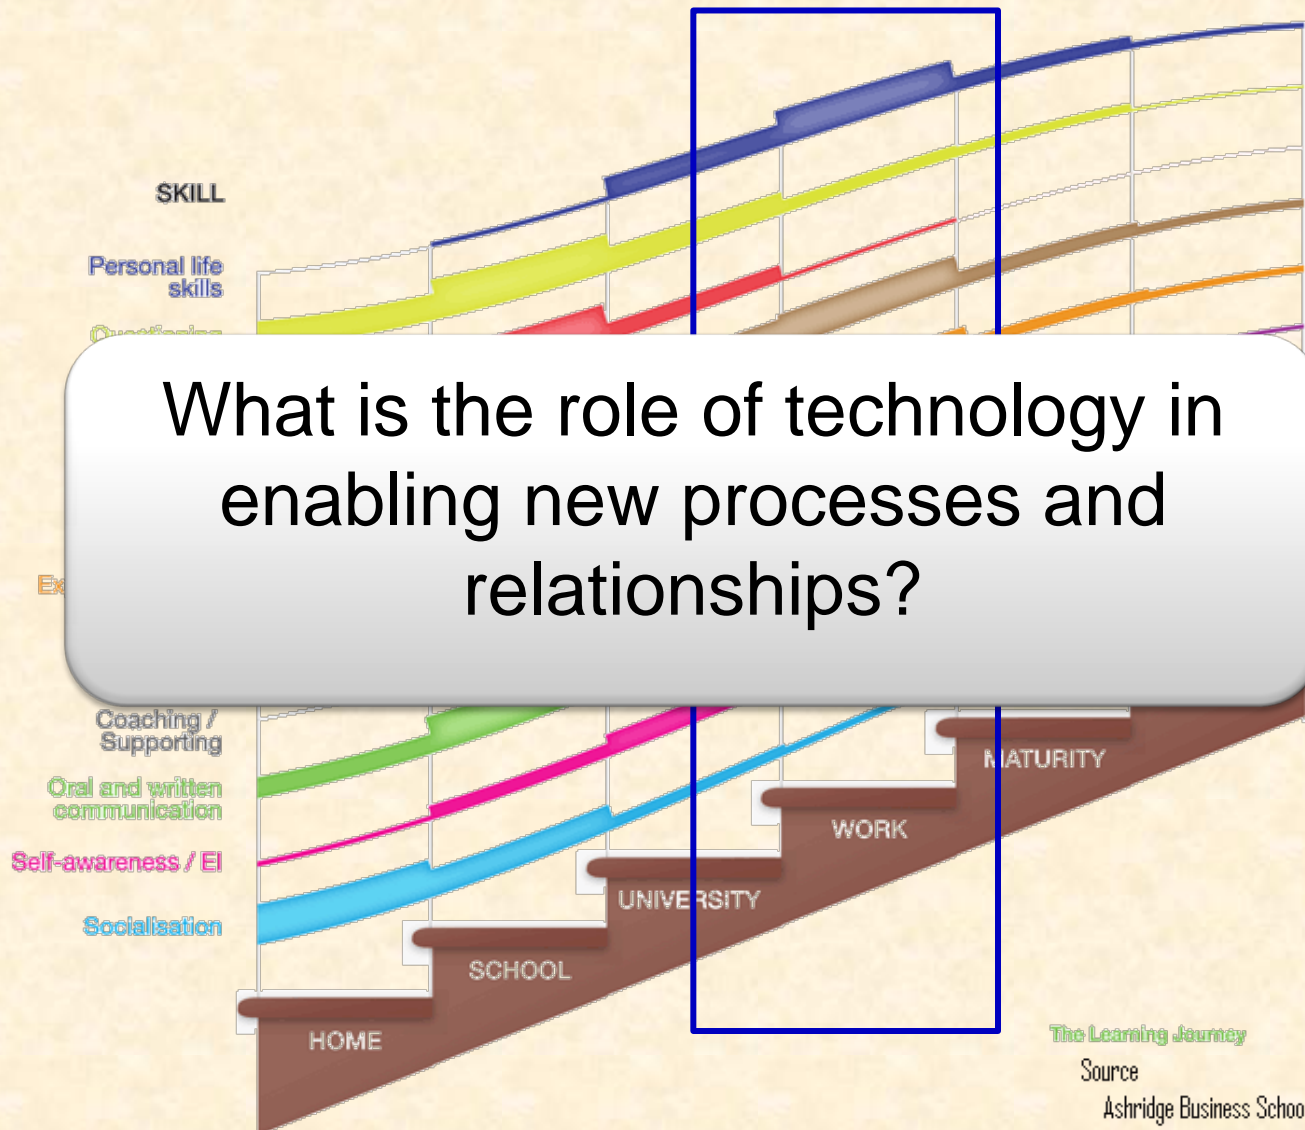 SKILL
Personal life
skills
Questioning
What is the role of technology in
enabling new processes and
relationships?
Coaching /
Supporting
Oral and written
communication
Self-awareness / EI
Socialisation
MATURITY
WORK
UNIVERSITY
SCHOOL
HOME
The Learning Journey
Source
Ashridge Business School